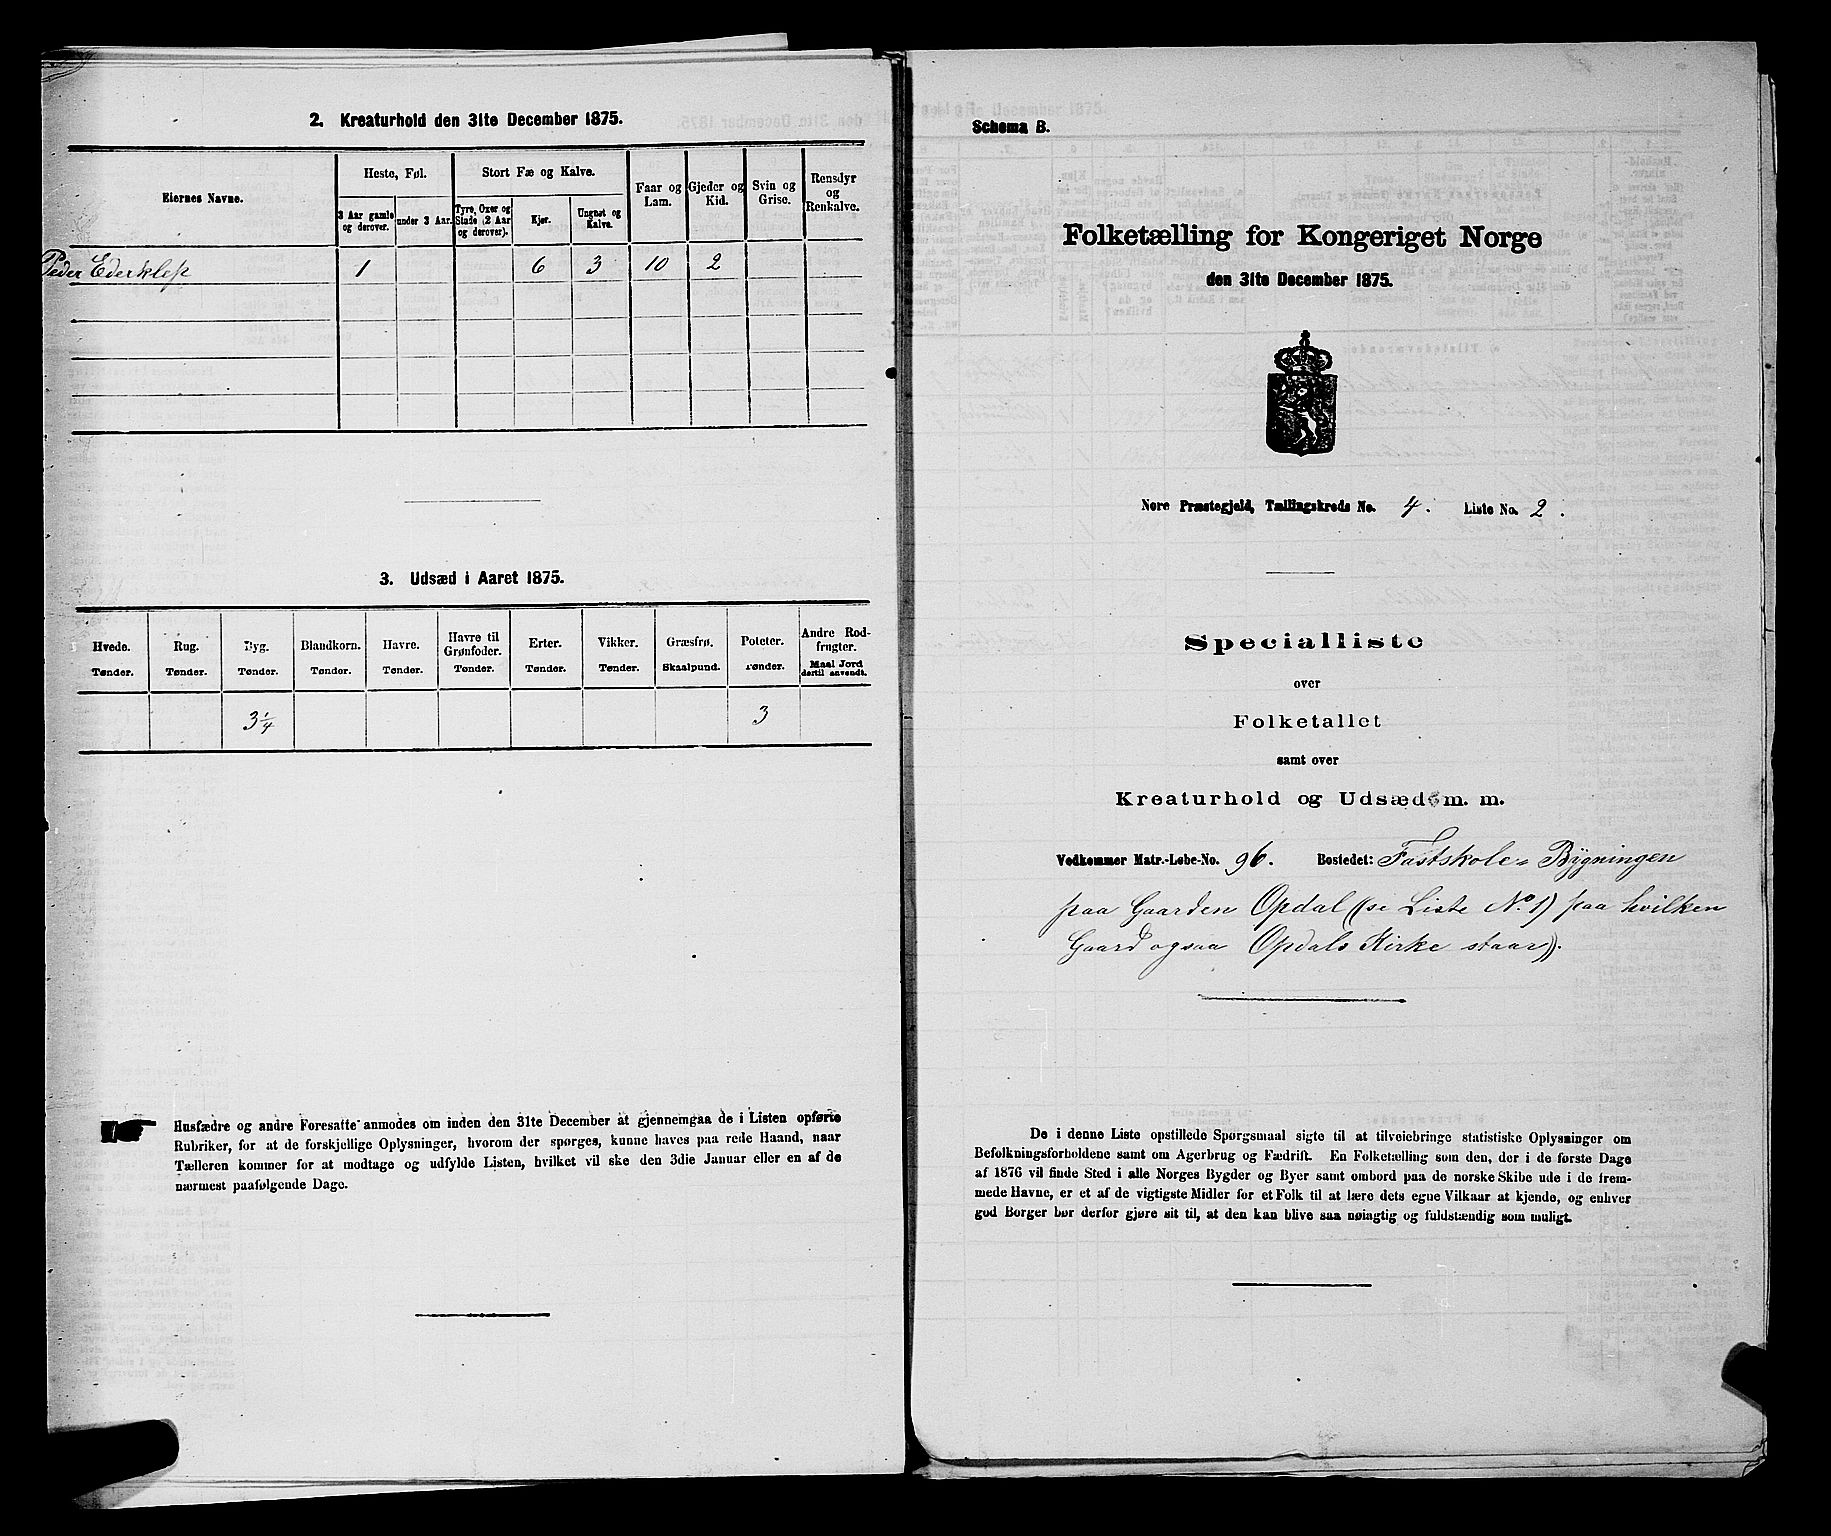 2. Kreaturhold den 31te December 1875.
Eiernes Navne.
Heste, Føl.
Stort Fæ og Kalve.
Faar og Lam.
Gjeder og Kid.
Svin og Grise.
Rensdyr og Renkalve.
3 Aar gamle og derover.
under 3 Aar.
Tyre, Oxer og Stude (2 Aar og derover).
Kjør.
Ungnøt og Kalve.
Peder Ederklep 1 6 3 10 2
3. Udsæd i Aaret 1875.
Hvede. Rug. Byg. Blandkorn. Havre. Havre til Grønfoder. Erter. Vikker. Græsfrø. Poteter. Andre Rodfrugter.
Tønder. Tønder. Tønder. Tønder. Tønder. Tønder. Tønder. Tønder. Skaalpund. Tønder. Maal Jord dertil anvendt.
3 1/4 3
Husfædre og andre Foresatte anmodes om inden den 31te December at gjennemgaa de i Listen opførte
Rubriker, for at de forskjellige Oplysninger, hvorom der spørges, kunne haves paa rede Haand, naar
Tælleren kommer for at modtage og udfylde Listen, hvilket vil ske den 3die Januar eller en af de
nærmest paafølgende Dage.
Schema B.
Folketælling for Kongeriget Norge
den 31te December 1875.
Nore Præstegjeld, Tællingskreds No. 4. Liste No. 2.
Specialliste
over
Folketallet
samt over
Kreaturhold og Udsæd m. m.
Vedkommer Matr.-Løbe-No. 96. Bostedet: Fastskole-Bygningen
paa Gaarden Opdal (se Liste No. 1) paa hvilken
Gaard ogsaa Opdals Kirke staar).
De i denne Liste opstillede Spørgsmaal sigte til at tilveiebringe statistiske Oplysninger om
Befolkningsforholdene samt om Agerbrug og Fædrift. En Folketælling som den, der i de første Dage
af 1876 vil finde Sted i alle Norges Bygder og Byer samt ombord paa de norske Skibe ude i de frem-
mede Havne, er et af de vigtigste Midler for et Folk til at lære dets egne Vilkaar at kjende, og enhver
god Borger bør derfor gjøre sit til, at den kan blive saa nøiagtig og fuldstændig som muligt.